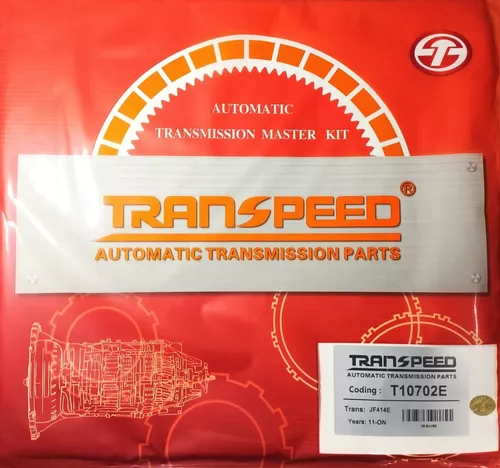 AUTOMATIC
TRANSMISSION MASTER KIT
TRANSPEED®
AUTOMATIC TRANSMISSION PARTS
TRANSPEED
AUTOMATIC TRANSMISSION PARTS
Coding : T10702E
Trans: JF414E
Years: 11-ON